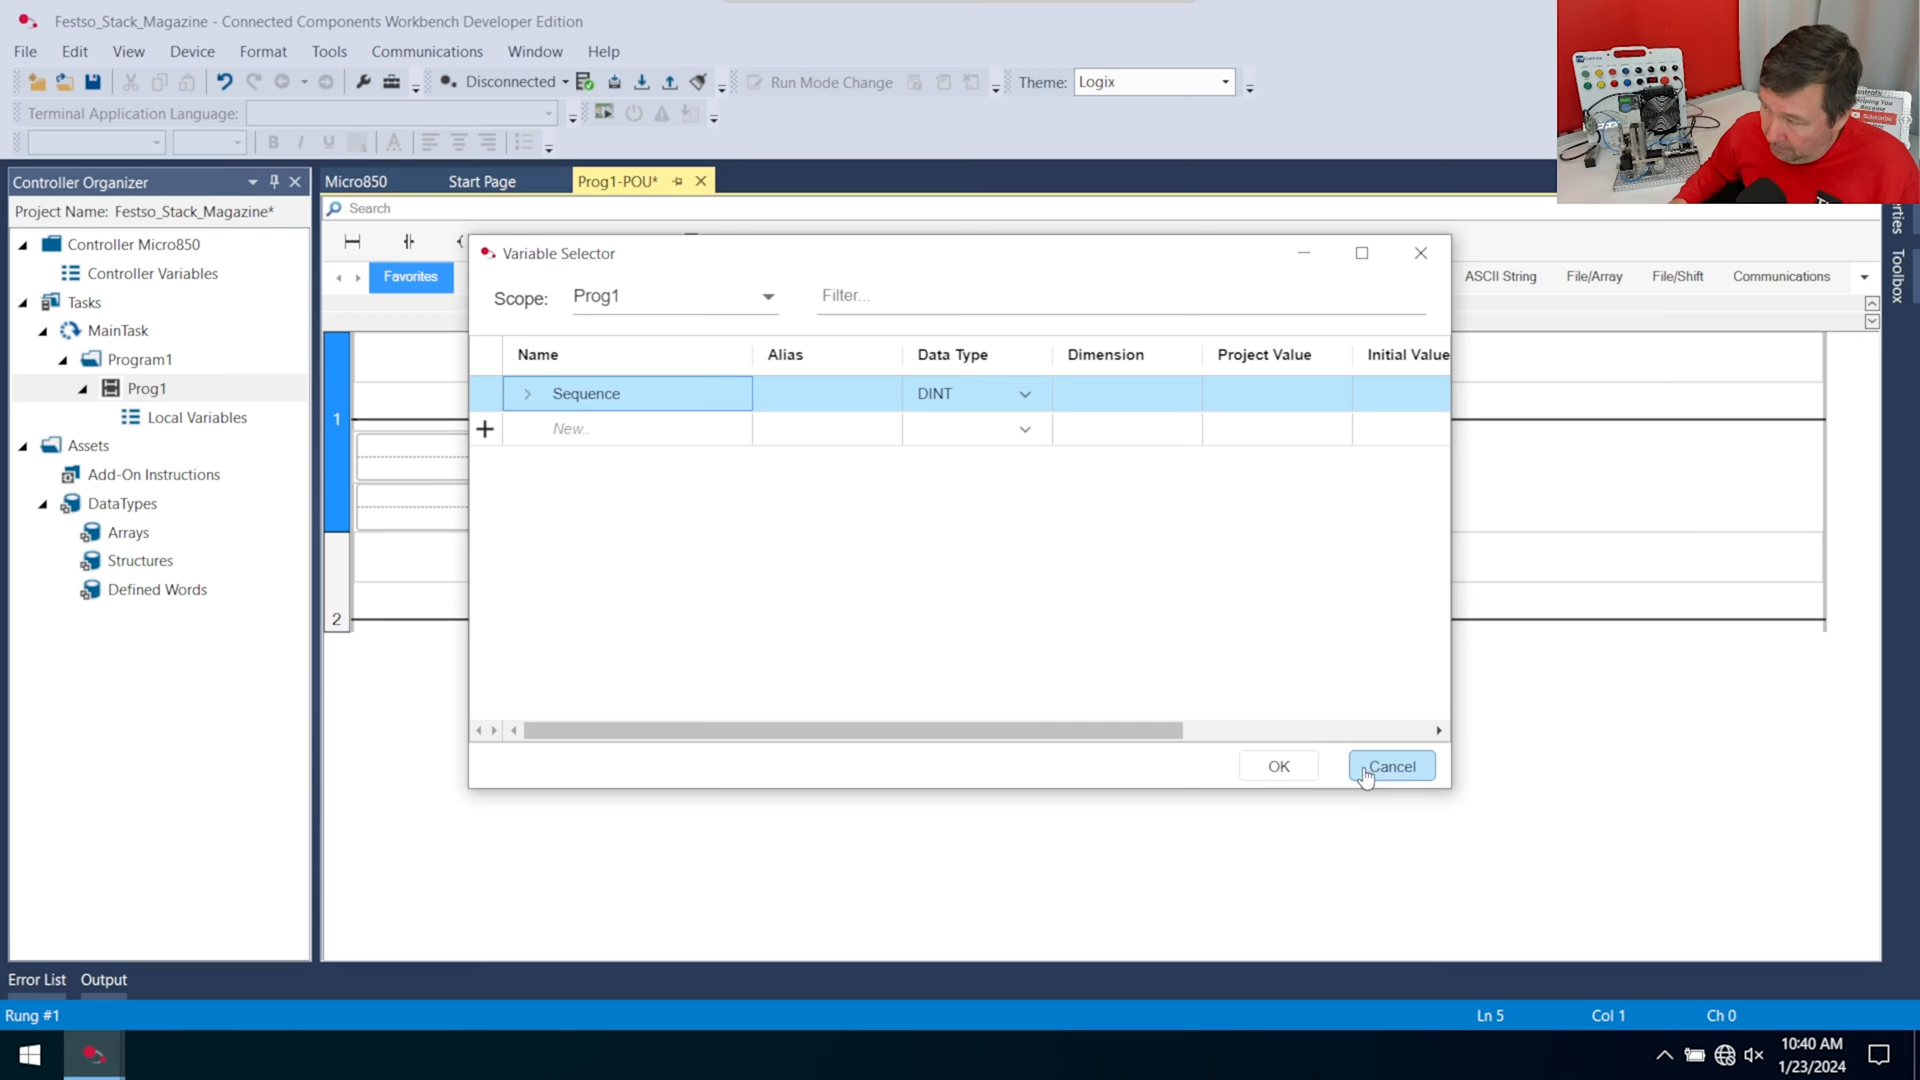 Festso_Stack_Magazine - Connected Components Workbench Developer Edition
File Edit View Device Format Tools Communications Window Help
Disconnected Run Mode Change Theme: Logix
Terminal Application Language:
B I U A
Controller Organizer
Project Name: Festso_Stack_Magazine*
Controller Micro850
Controller Variables
Tasks
MainTask
Program1
Prog1
Local Variables
Assets
Add-On Instructions
DataTypes
Arrays
Structures
Defined Words
Micro850 Start Page Prog1-POU*
Search
Favorites
ASCII String File/Array File/Shift Communications
1
2
Variable Selector
Scope: Prog1 Filter...
Name Alias Data Type Dimension Project Value Initial Value
Sequence DINT
New..
OK Cancel
Toolbox
Helping You
Become
Subscribe
Error List Output
Rung #1 Ln 5 Col 1 Ch 0
10:40 AM
1/23/2024